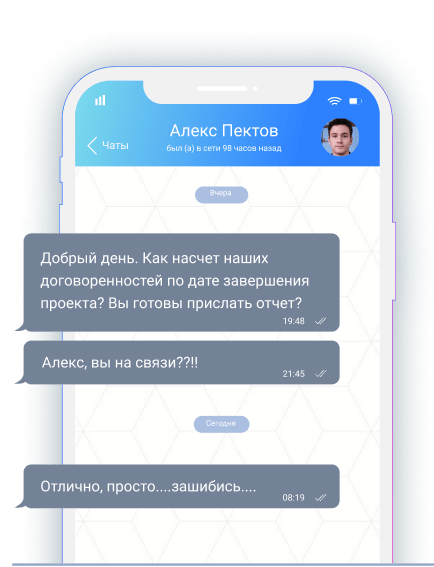 Алекс Пектов
Чаты
был (а) в сети 98 часов назад
Вчера
Добрый день. Как насчет наших
договоренностей по дате завершения
проекта? Вы готовы прислать отчет?
19:48
Алекс, вы на связи??!!
21:45
Сегодня
Отлично, просто....зашибись....
08:19